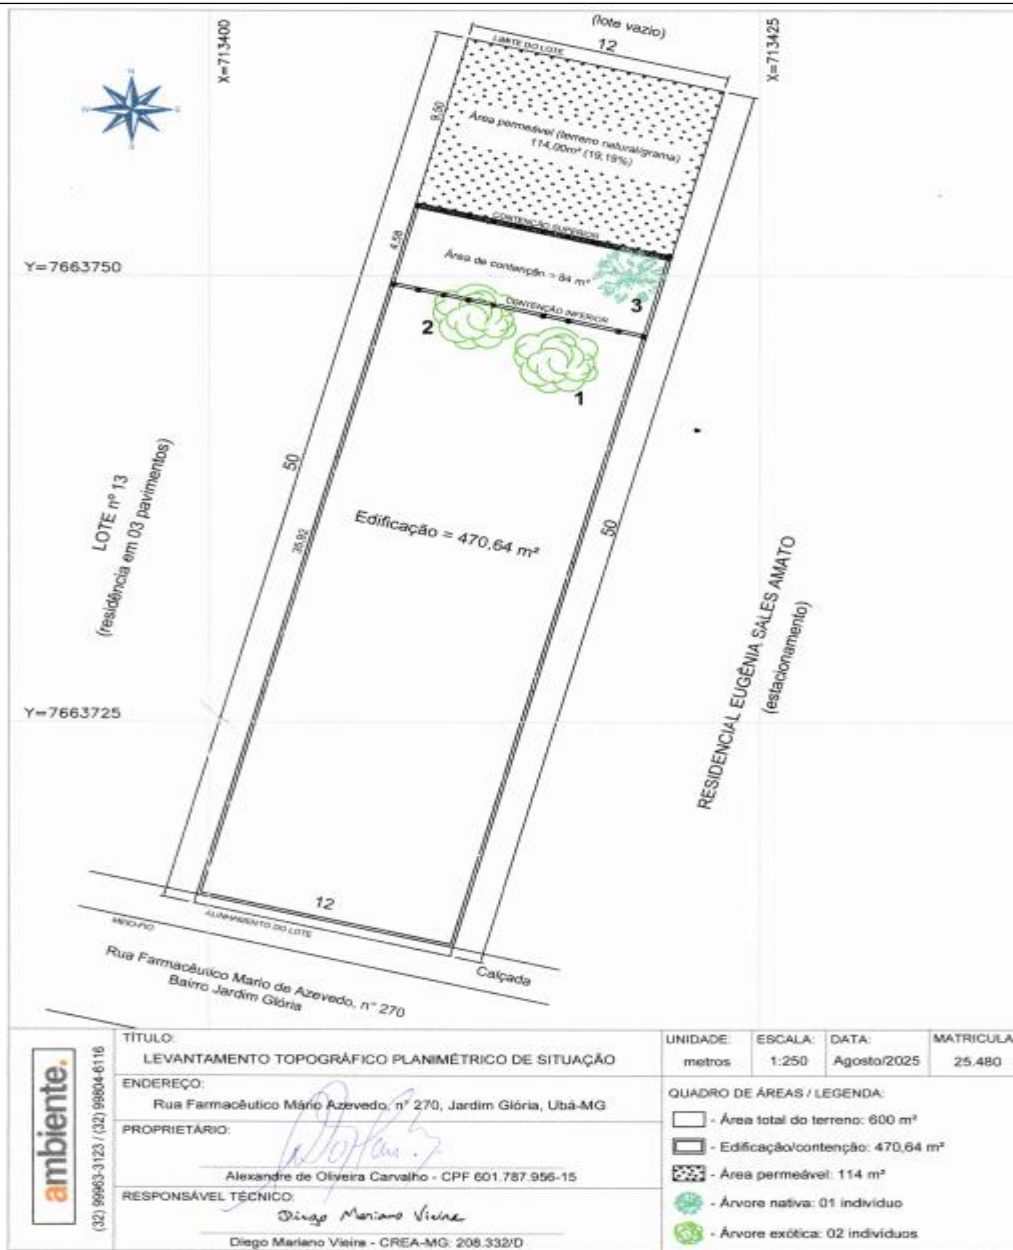 (lote vazio)
12
LIMITE DO LOTE
X=713400
X=713425
9,50
Área permeável (terreno natural/grama)
114,00m² (19,19%)
CONTENÇÃO SUPERIOR
4,58
Área de contenção = 84 m²
Y=7663750
CONTENÇÃO INFERIOR
3
2
1
50
LOTE nº 13
(residência em 03 pavimentos)
35,92
Edificação = 470,64 m²
50
RESIDENCIAL EUGÊNIA SALES AMATO
(estacionamento)
Y=7663725
12
ALINHAMENTO DO LOTE
MEIO-FIO
Calçada
Rua Farmacêutico Mario de Azevedo, n° 270
Bairro Jardim Glória
ambiente.
(32) 99963-3123 / (32) 99804-6116
TÍTULO:
LEVANTAMENTO TOPOGRÁFICO PLANIMÉTRICO DE SITUAÇÃO
ENDEREÇO:
Rua Farmacêutico Mário Azevedo, n° 270, Jardim Glória, Ubá-MG
PROPRIETÁRIO:
Alexandre de Oliveira Carvalho - CPF 601.787.956-15
RESPONSÁVEL TÉCNICO:
Diego Mariano Vieira
Diego Mariano Vieira - CREA-MG: 208.332/D
UNIDADE:
metros
ESCALA:
1:250
DATA:
Agosto/2025
MATRICULA
25.480
QUADRO DE ÁREAS / LEGENDA:
- Área total do terreno: 600 m²
- Edificação/contenção: 470,64 m²
- Área permeável: 114 m²
- Árvore nativa: 01 indivíduo
- Árvore exótica: 02 indivíduos